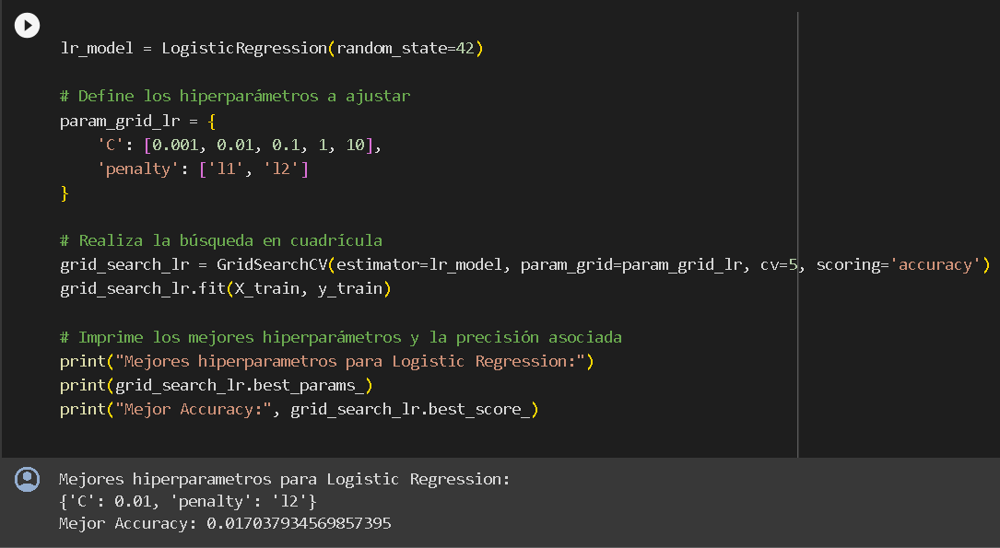 lr_model = LogisticRegression(random_state=42)
# Define los hiperparámetros a ajustar
param_grid_lr = {
    'C': [0.001, 0.01, 0.1, 1, 10],
    'penalty': ['l1', 'l2']
}
# Realiza la búsqueda en cuadrícula
grid_search_lr = GridSearchCV(estimator=lr_model, param_grid=param_grid_lr, cv=5, scoring='accuracy')
grid_search_lr.fit(X_train, y_train)
# Imprime los mejores hiperparámetros y la precisión asociada
print("Mejores hiperparametros para Logistic Regression:")
print(grid_search_lr.best_params_)
print("Mejor Accuracy:", grid_search_lr.best_score_)
Mejores hiperparametros para Logistic Regression:
{'C': 0.01, 'penalty': 'l2'}
Mejor Accuracy: 0.017037934569857395